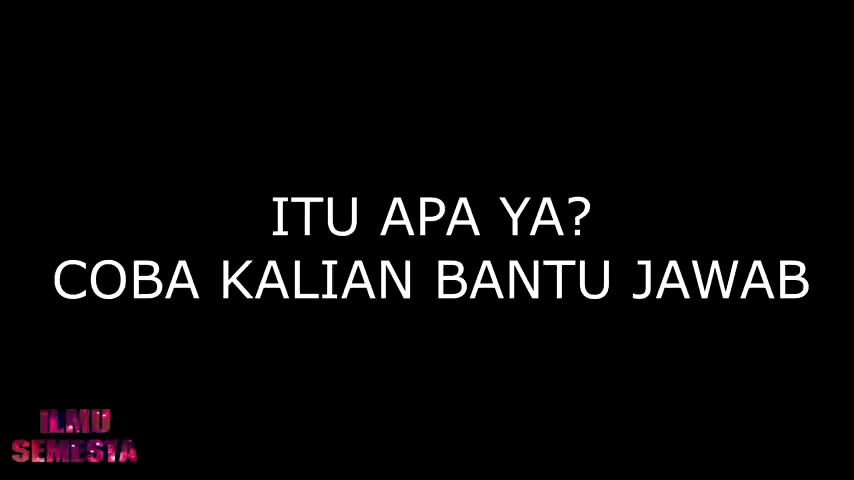 ITU APA YA?
COBA KALIAN BANTU JAWAB
ILMU
SEMESTA